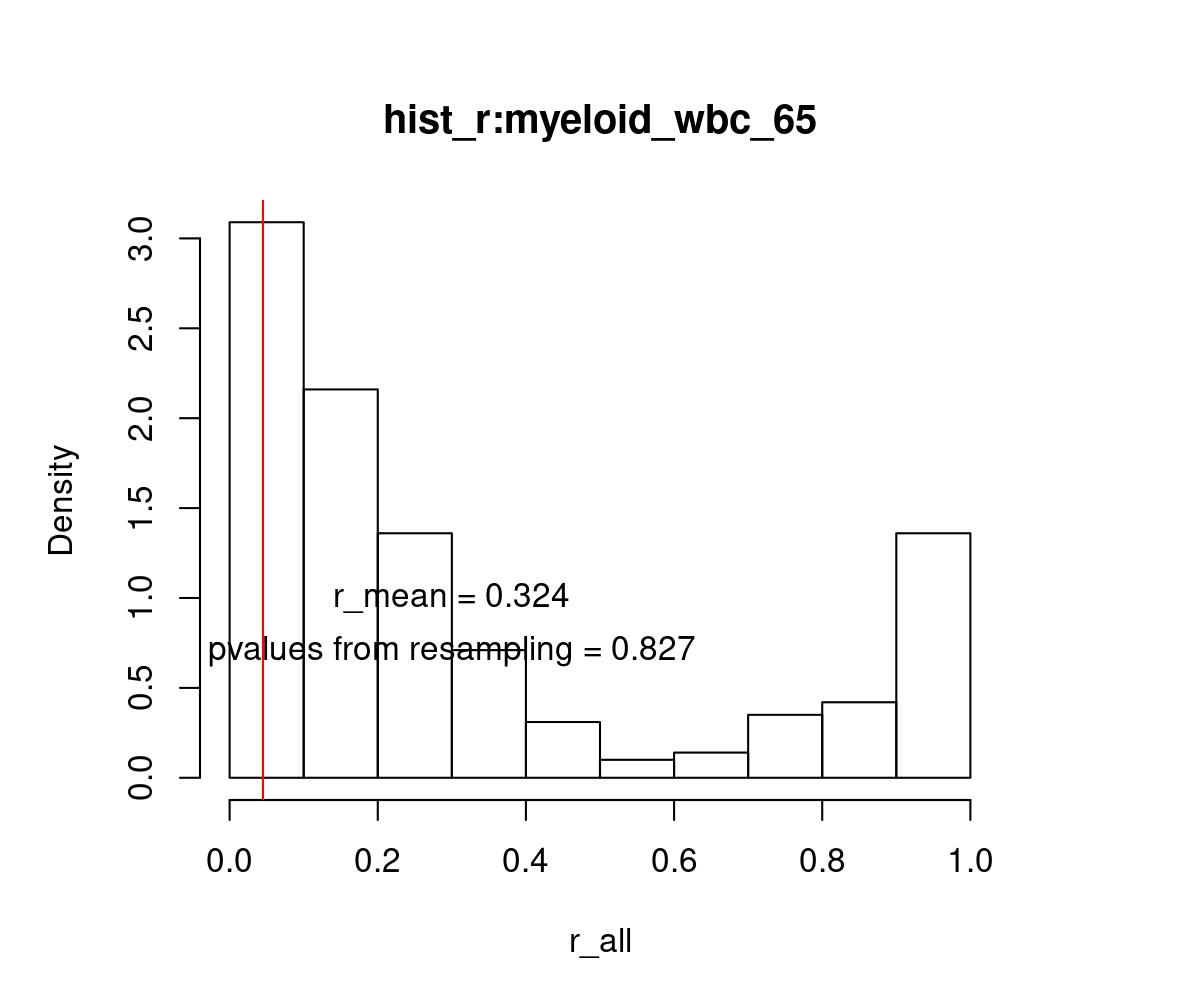 hist_r:myeloid_wbc_65
3.0
2.5
2.0
1.5
1.0
0.5
0.0
Density
r_mean = 0.324
pvalues from resampling = 0.827
0.0 0.2 0.4 0.6 0.8 1.0
r_all